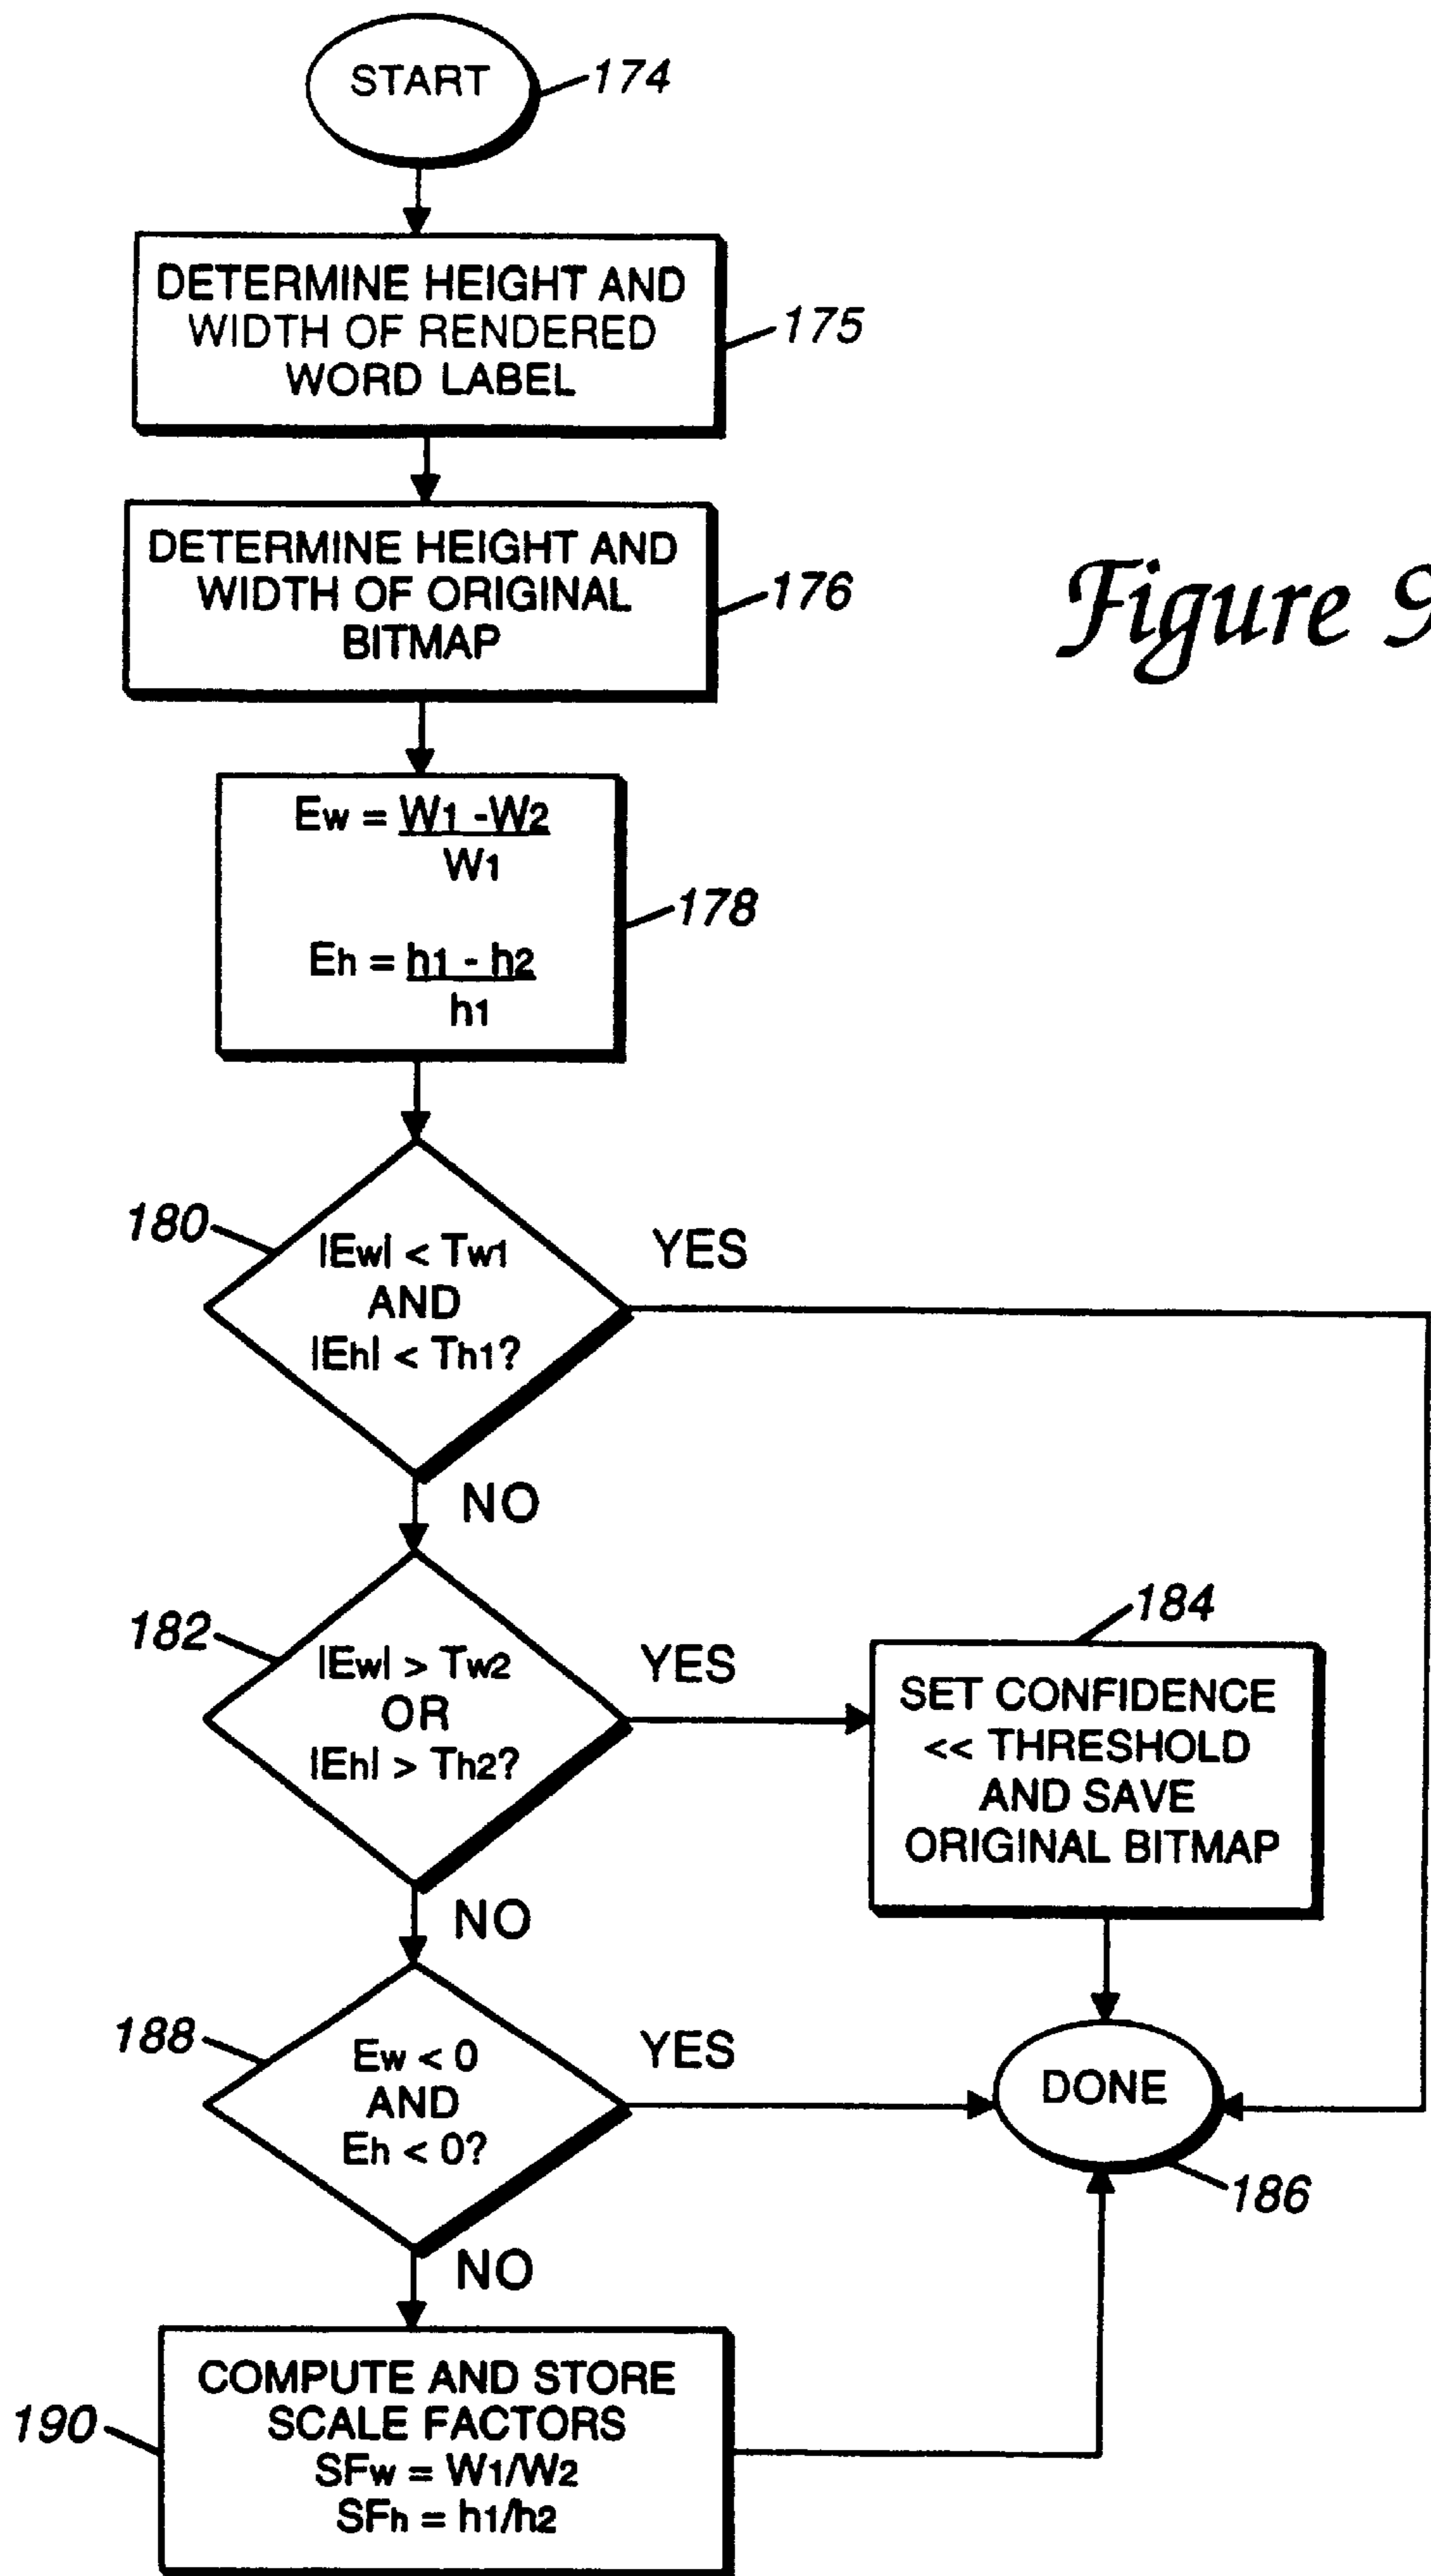 START
174
DETERMINE HEIGHT AND
WIDTH OF RENDERED
WORD LABEL
175
DETERMINE HEIGHT AND
WIDTH OF ORIGINAL
BITMAP
176
Figure 9
Ew = W1 -W2
W1
Eh = h1 - h2
h1
178
180
|Ew| < Tw1
AND
|Eh| < Th1?
YES
NO
182
|Ew| > Tw2
OR
|Eh| > Th2?
YES
184
SET CONFIDENCE
<< THRESHOLD
AND SAVE
ORIGINAL BITMAP
NO
188
Ew < 0
AND
Eh < 0?
YES
DONE
186
NO
190
COMPUTE AND STORE
SCALE FACTORS
SFw = W1/W2
SFh = h1/h2